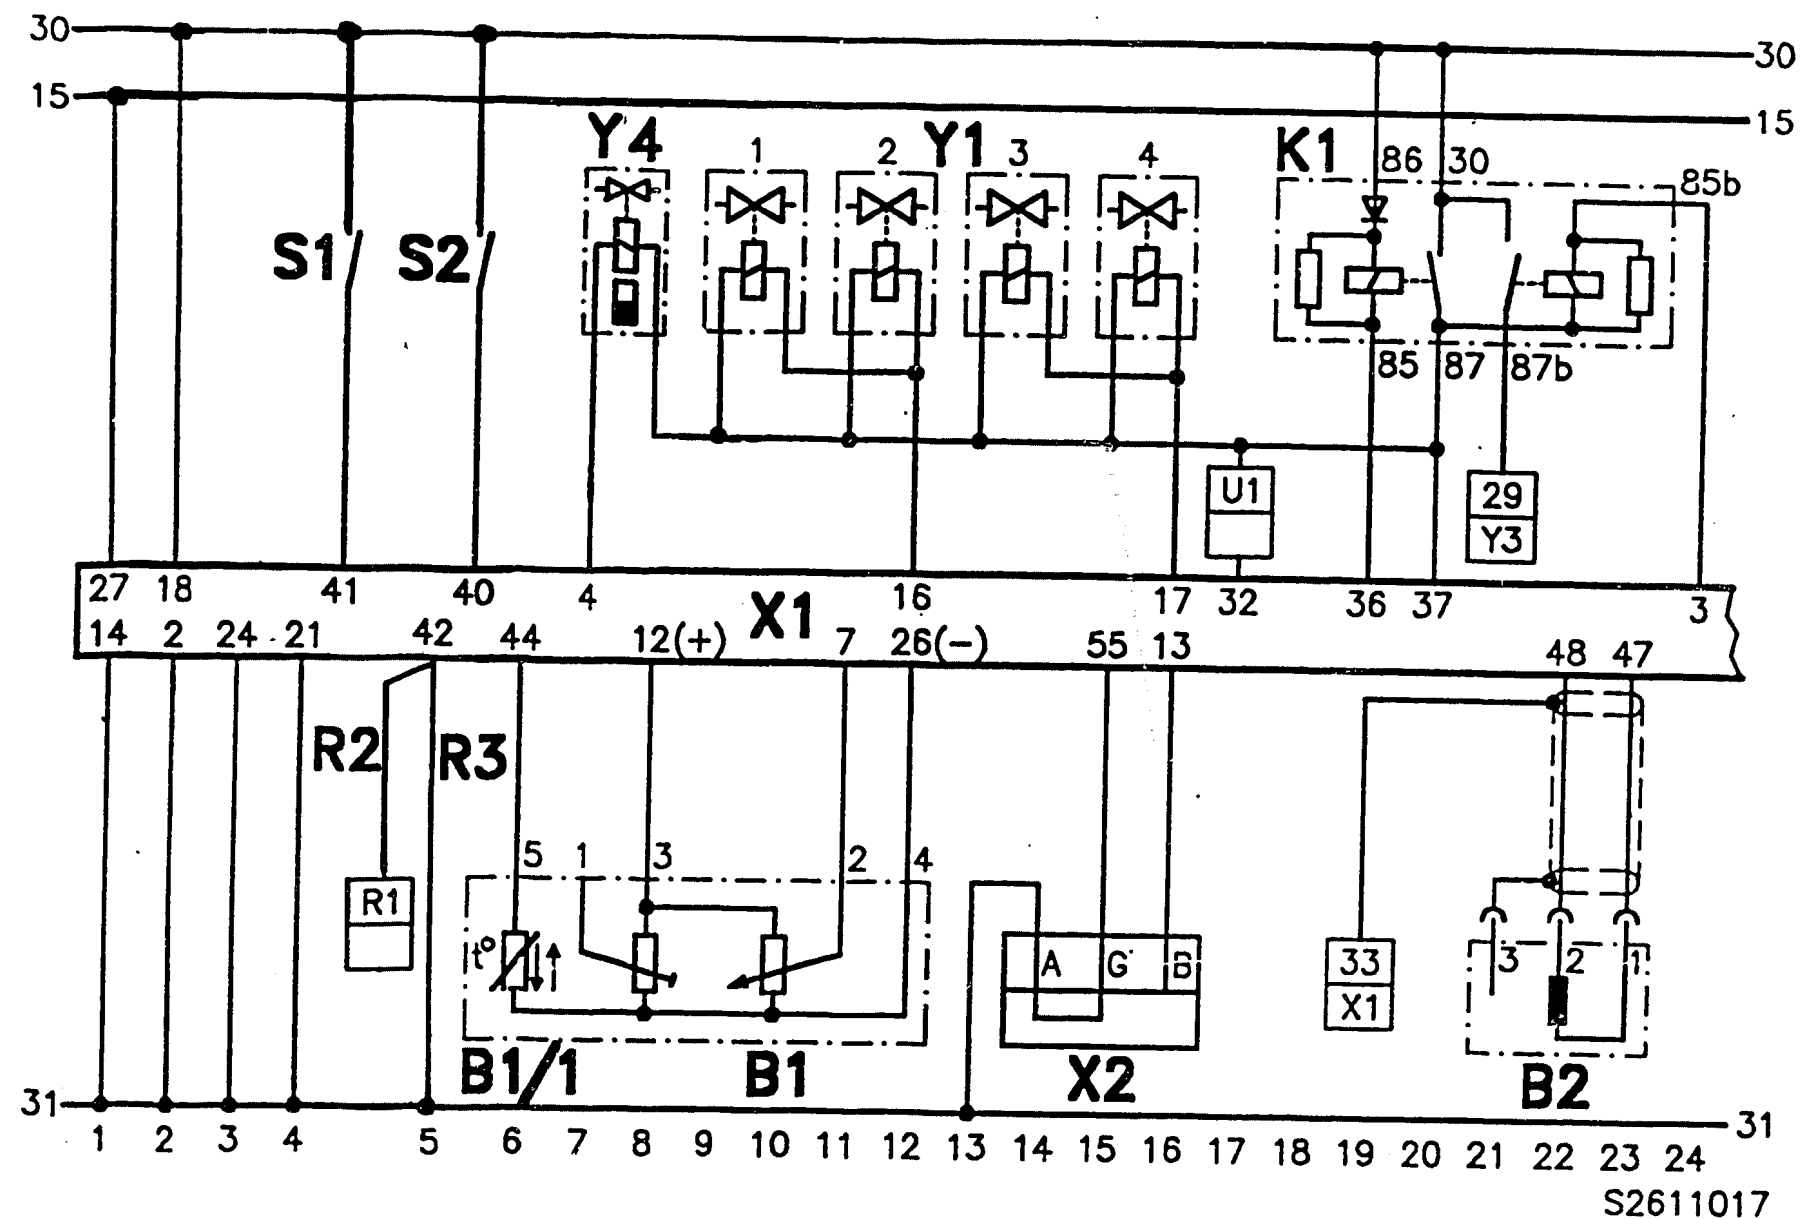 30 30
15 15
Y4 1 2 Y1 3 4 K1 86 30 85b
S1 S2
85 87 87b
U1 29
Y3
27 18 41 40 4 16 17 32 36 37 3
X1
14 2 24 21 42 44 12(+) 7 26(-) 55 13 48 47
R2 R3
5 1 3 2 4
R1
t° A G B 33 3 2 1
X1
B1/1 B1 X2 B2
31 31
1 2 3 4 5 6 7 8 9 10 11 12 13 14 15 16 17 18 19 20 21 22 23 24
S2611017